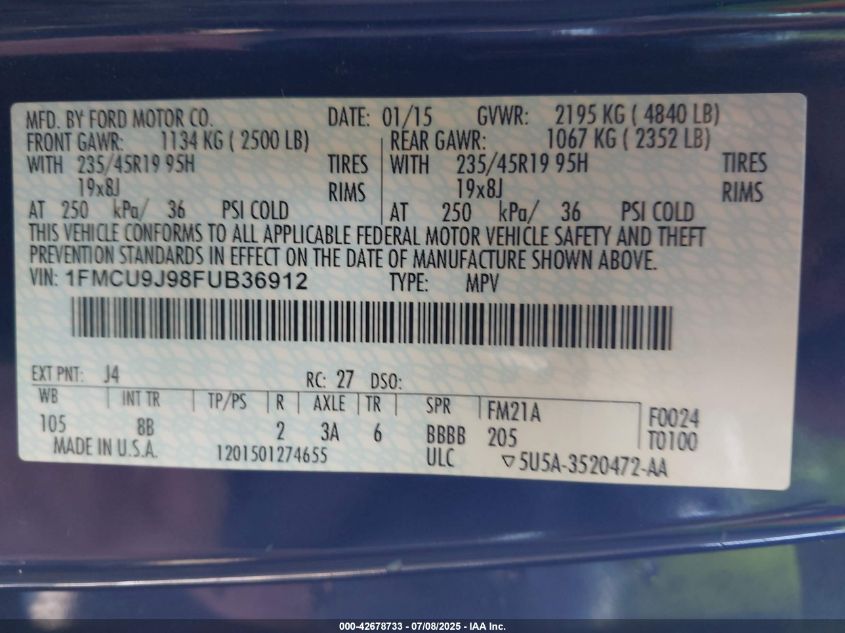 MFD. BY FORD MOTOR CO. DATE: 01/15 GVWR: 2195 KG ( 4840 LB)
FRONT GAWR: 1134 KG ( 2500 LB) REAR GAWR: 1067 KG ( 2352 LB)
WITH 235/45R19 95H TIRES WITH 235/45R19 95H TIRES
19x8J RIMS 19x8J RIMS
AT 250 kPa/ 36 PSI COLD AT 250 kPa/ 36 PSI COLD
THIS VEHICLE CONFORMS TO ALL APPLICABLE FEDERAL MOTOR VEHICLE SAFETY AND THEFT
PREVENTION STANDARDS IN EFFECT ON THE DATE OF MANUFACTURE SHOWN ABOVE.
VIN: 1FMCU9J98FUB36912 TYPE: MPV
EXT PNT: J4 RC: 27 DSO:
WB INT TR TP/PS R AXLE TR SPR FM21A F0024
105 8B 2 3A 6 BBBB 205 T0100
MADE IN U.S.A. 1201501274655 ULC ▽5U5A-3520472-AA
000-42678733 - 07/08/2025 - IAA Inc.